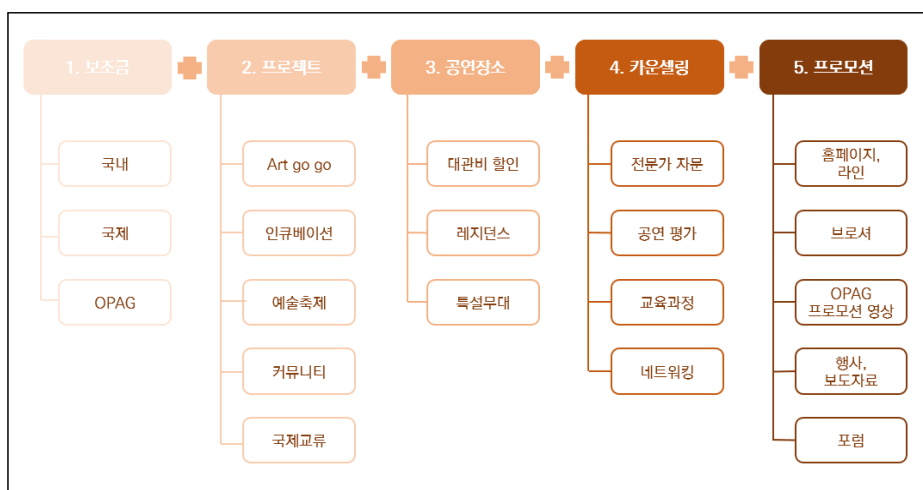 1. 보조금
2. 프로젝트
3. 공연장소
4. 카운셀링
5. 프로모션
국내
국제
OPAG
Art go go
인큐베이션
예술축제
커뮤니티
국제교류
대관비 할인
레지던스
특설무대
전문가 자문
공연 평가
교육과정
네트워킹
홈페이지,
라인
브로셔
OPAG
프로모션 영상
행사,
보도자료
포럼